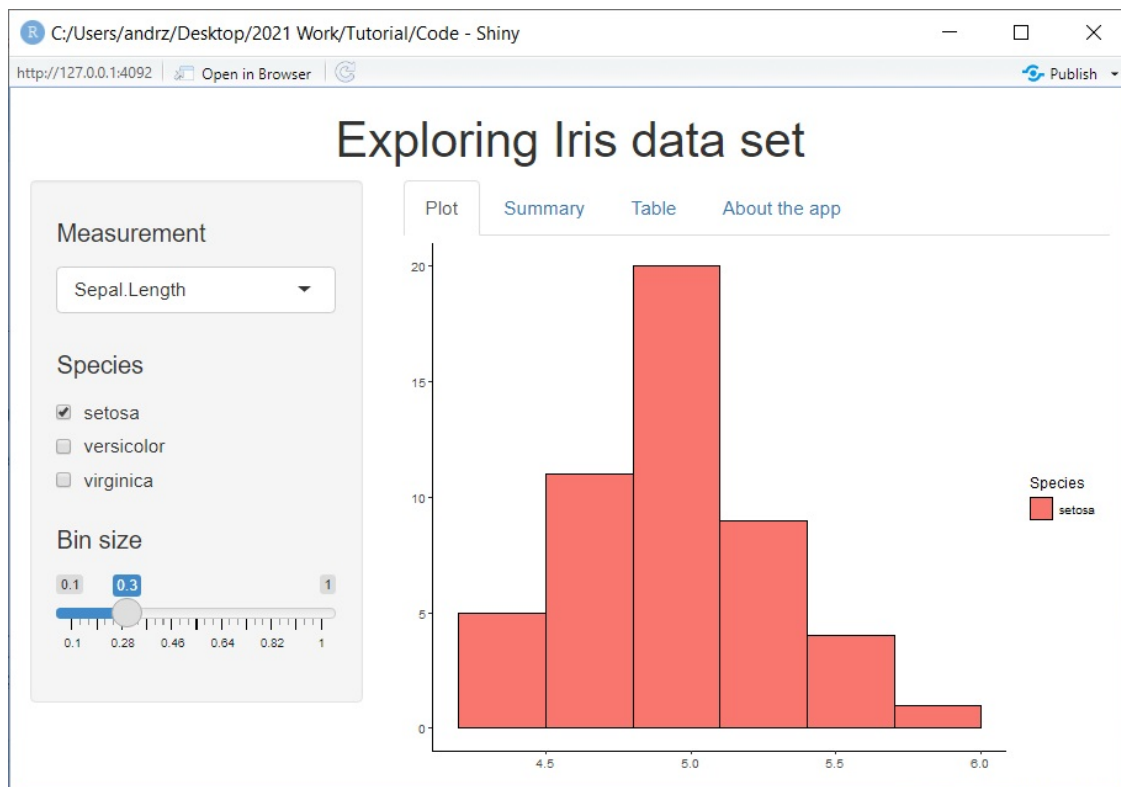 R C:/Users/andrz/Desktop/2021 Work/Tutorial/Code - Shiny
http://127.0.0.1:4092 Open in Browser Publish
Exploring Iris data set
Measurement
Sepal.Length
Species
setosa
versicolor
virginica
Bin size
0.1 0.3 1
0.1 0.28 0.46 0.64 0.82 1
Plot Summary Table About the app
20
15
10
5
0
4.5 5.0 5.5 6.0
Species
setosa